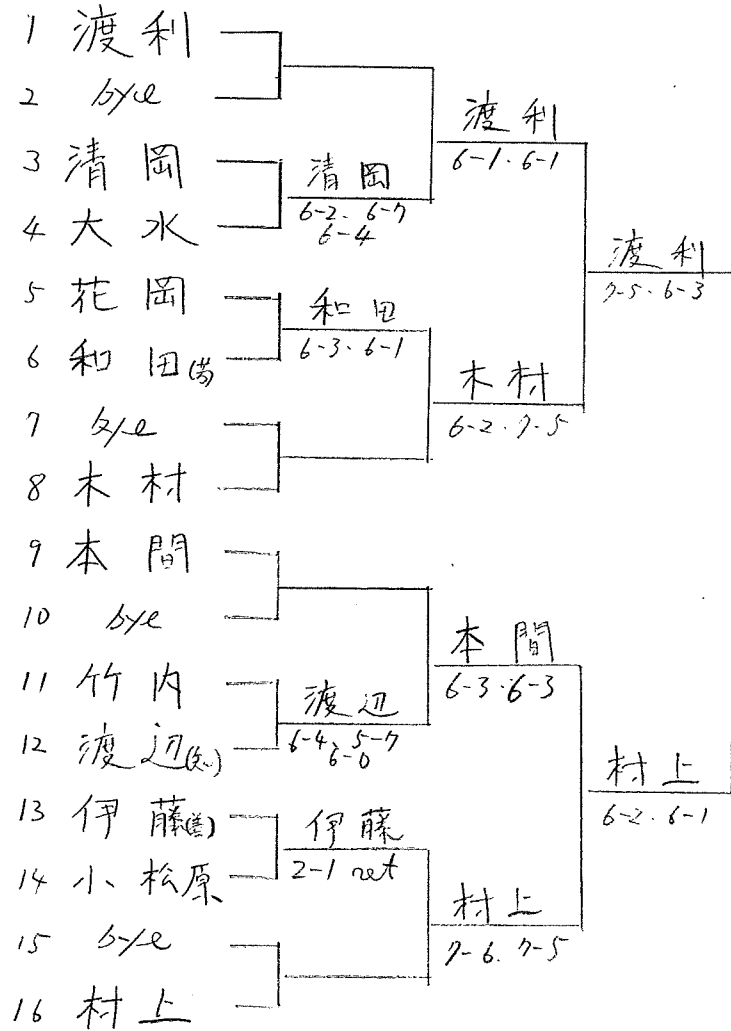 1 渡利
2 bye
3 清岡
4 大水
5 花岡
6 和田
7 bye
8 木村
9 本間
10 bye
11 竹内
12 渡辺
13 伊藤
14 小松原
15 bye
16 村上
清岡
6-2. 6-7
6-4
和田
6-3・6-1
渡辺
6-4, 5-7
6-0
伊藤
2-1 ret
渡利
6-1・6-1
木村
6-2・7-5
本間
6-3・6-3
村上
7-6. 7-5
渡利
7-5・6-3
村上
6-2・6-1